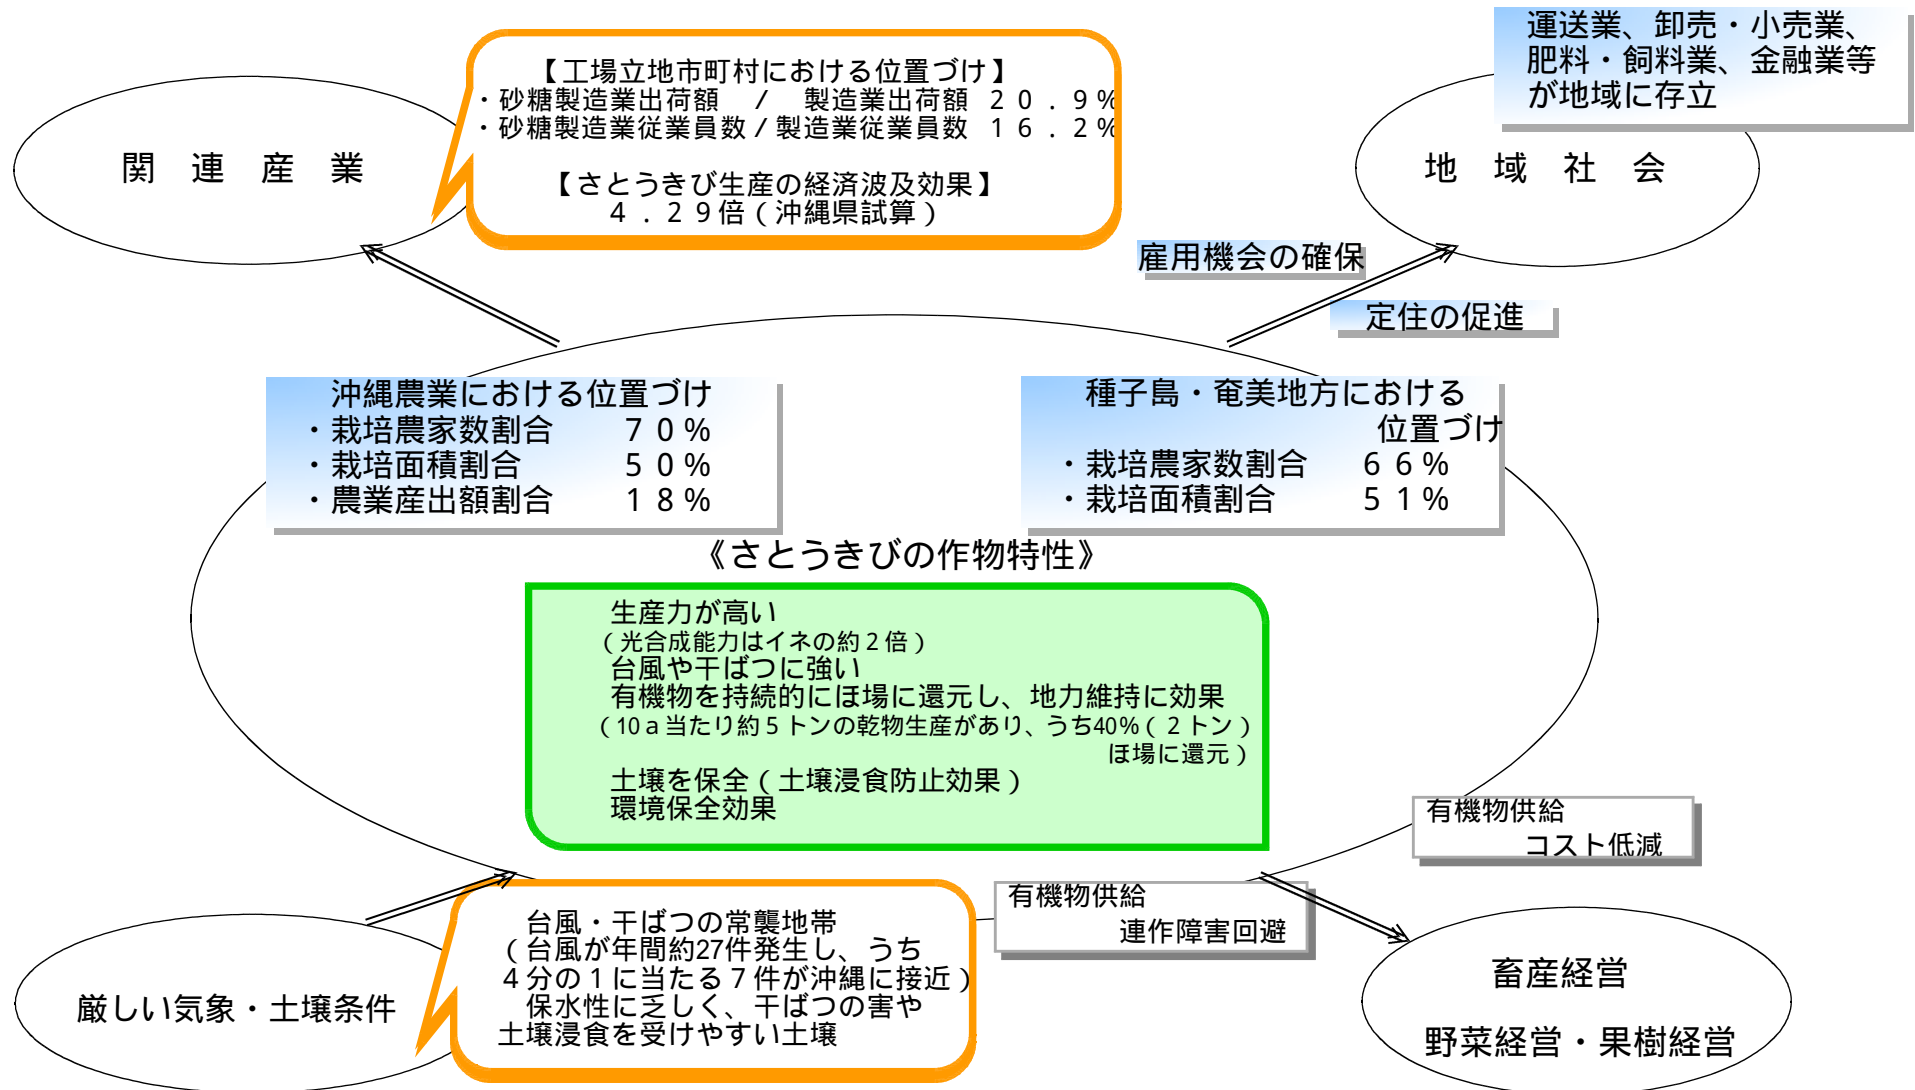 運送業、卸売・小売業、
肥料・飼料業、金融業等
が地域に存立
【工場立地市町村における位置づけ】
・砂糖製造業出荷額 / 製造業出荷額 20.9%
・砂糖製造業従業員数/製造業従業員数 16.2%
【さとうきび生産の経済波及効果】
4.29倍(沖縄県試算)
関連産業
地域社会
雇用機会の確保
定住の促進
沖縄農業における位置づけ
・栽培農家数割合 70%
・栽培面積割合 50%
・農業産出額割合 18%
種子島・奄美地方における
位置づけ
・栽培農家数割合 66%
・栽培面積割合 51%
《さとうきびの作物特性》
生産力が高い
(光合成能力はイネの約2倍)
台風や干ばつに強い
有機物を持続的にほ場に還元し、地力維持に効果
(10a当たり約5トンの乾物生産があり、うち40%(2トン)
ほ場に還元)
土壌を保全(土壌浸食防止効果)
環境保全効果
有機物供給
コスト低減
有機物供給
連作障害回避
台風・干ばつの常襲地帯
(台風が年間約27件発生し、うち
4分の1に当たる7件が沖縄に接近)
保水性に乏しく、干ばつの害や
土壌浸食を受けやすい土壌
厳しい気象・土壌条件
畜産経営
野菜経営・果樹経営